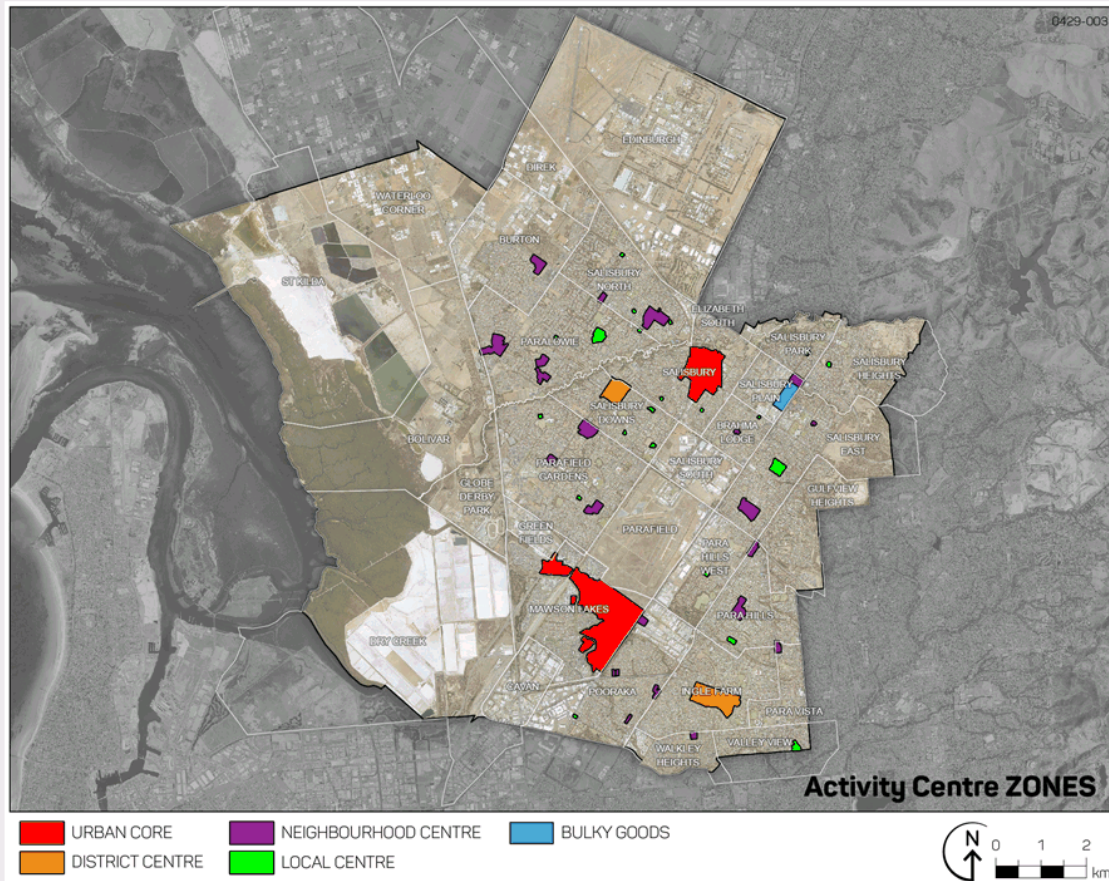 0429-003
EDINBURGH
DIREK
WATERLOO
CORNER
BURTON
ST KILDA
SALISBURY
NORTH
ELIZABETH
SOUTH
PARALOWIE
SALISBURY
PARK
SALISBURY
HEIGHTS
SALISBURY
SALISBURY
PLAIN
SALISBURY
DOWNS
BRAHMA
LODGE
SALISBURY
EAST
BOLIVAR
PARAFIELD
GARDENS
SALISBURY
SOUTH
GULFVIEW
HEIGHTS
GLOBE
DERBY
PARK
GREEN
FIELDS
PARAFIELD
PARA
HILLS
WEST
MAWSON LAKES
PARA HILLS
DRY CREEK
CAVAN
POORAKA
INGLE FARM
PARA VISTA
WALKLEY
HEIGHTS
VALLEY VIEW
Activity Centre ZONES
URBAN CORE
NEIGHBOURHOOD CENTRE
BULKY GOODS
DISTRICT CENTRE
LOCAL CENTRE
N
0 1 2
km